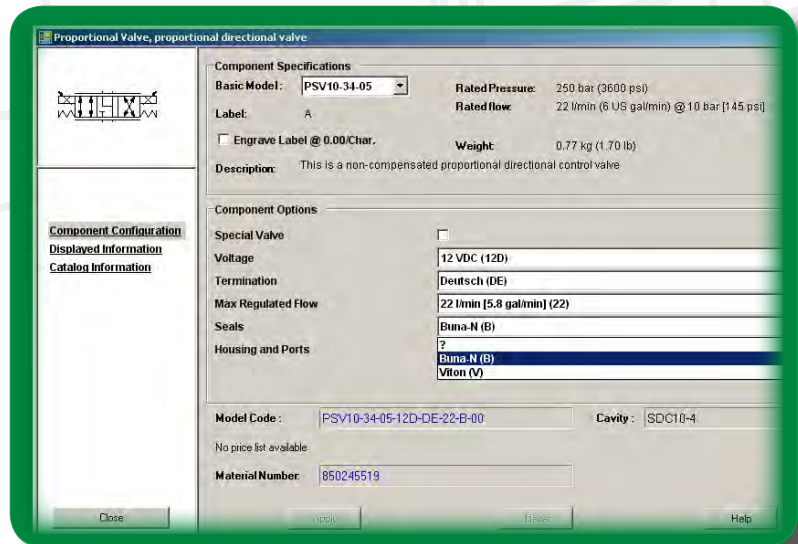 Proportional Valve, proportional directional valve
Component Specifications
Basic Model: PSV10-34-05 Rated Pressure: 250 bar (3600 psi)
Label: A Rated flow: 22 l/min (6 US gal/min) @ 10 bar [145 psi]
Engrave Label @ 0.00/Char. Weight: 0.77 kg (1.70 lb)
Description: This is a non-compensated proportional directional control valve
Component Configuration
Displayed Information
Catalog Information
Component Options
Special Valve
Voltage 12 VDC (12D)
Termination Deutsch (DE)
Max Regulated Flow 22 l/min [5.8 gal/min] (22)
Seals Buna-N (B)
Housing and Ports ?
Buna-N (B)
Viton (V)
Model Code : PSV10-34-05-12D-DE-22-B-00 Cavity : SDC10-4
No price list available
Material Number: 850245519
Close Apply Reset Help